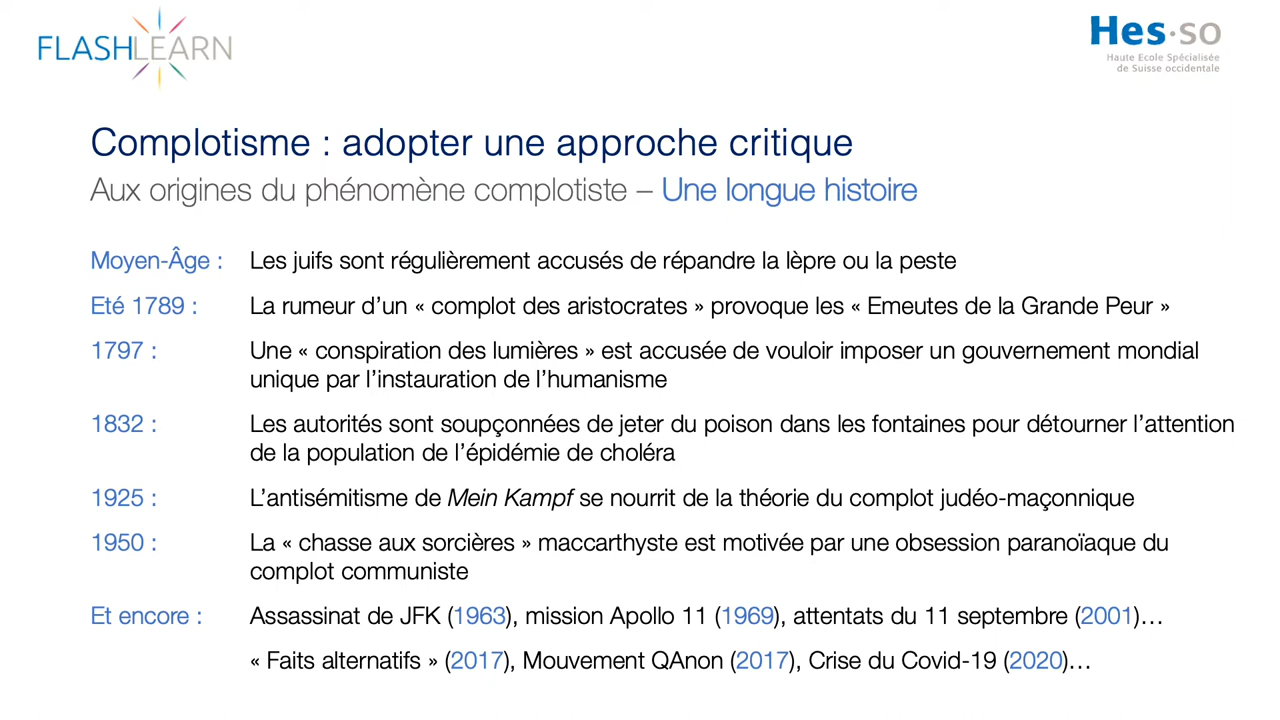 FLASHLEARN
Hes·so
Haute Ecole Spécialisée
de Suisse occidentale
Complotisme : adopter une approche critique
Aux origines du phénomène complotiste – Une longue histoire
Moyen-Âge : Les juifs sont régulièrement accusés de répandre la lèpre ou la peste
Eté 1789 : La rumeur d’un « complot des aristocrates » provoque les « Emeutes de la Grande Peur »
1797 : Une « conspiration des lumières » est accusée de vouloir imposer un gouvernement mondial
unique par l’instauration de l’humanisme
1832 : Les autorités sont soupçonnées de jeter du poison dans les fontaines pour détourner l’attention
de la population de l’épidémie de choléra
1925 : L’antisémitisme de Mein Kampf se nourrit de la théorie du complot judéo-maçonnique
1950 : La « chasse aux sorcières » maccarthyste est motivée par une obsession paranoïaque du
complot communiste
Et encore : Assassinat de JFK (1963), mission Apollo 11 (1969), attentats du 11 septembre (2001)…
« Faits alternatifs » (2017), Mouvement QAnon (2017), Crise du Covid-19 (2020)…